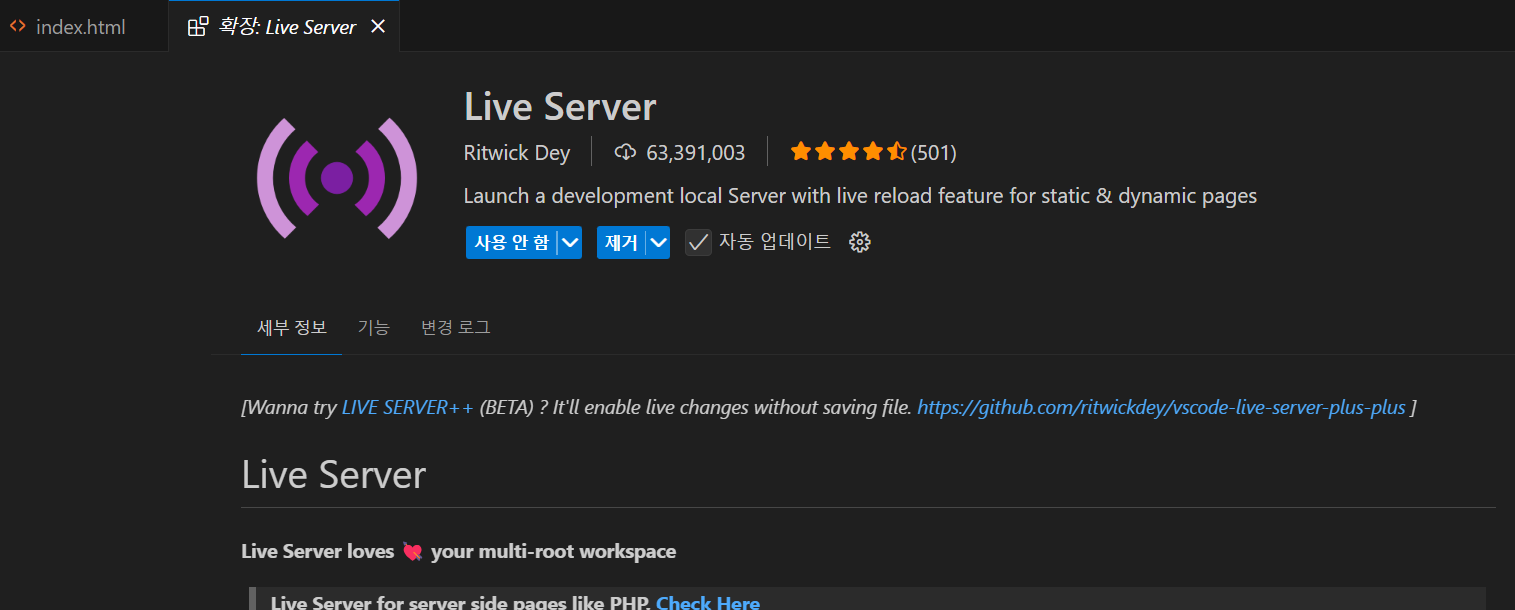 index.html
확장: Live Server
Live Server
Ritwick Dey
63,391,003
(501)
Launch a development local Server with live reload feature for static & dynamic pages
사용 안 함
제거
자동 업데이트
세부 정보
기능
변경 로그
[Wanna try LIVE SERVER++ (BETA) ? It'll enable live changes without saving file. https://github.com/ritwickdey/vscode-live-server-plus-plus ]
Live Server
Live Server loves 💘 your multi-root workspace
Live Server for server side pages like PHP. Check Here